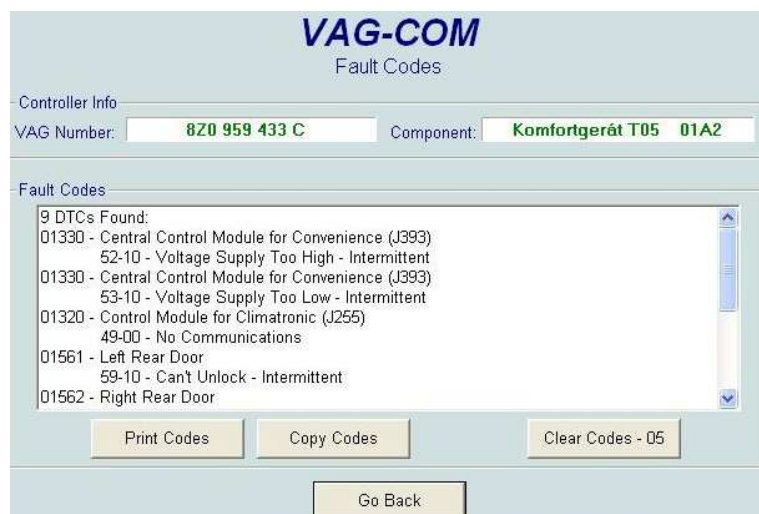 VAG-COM
Fault Codes
Controller Info
VAG Number: 8Z0 959 433 C Component: Komfortgerát T05 01A2
Fault Codes
9 DTCs Found:
01330 - Central Control Module for Convenience (J393)
52-10 - Voltage Supply Too High - Intermittent
01330 - Central Control Module for Convenience (J393)
53-10 - Voltage Supply Too Low - Intermittent
01320 - Control Module for Climatronic (J255)
49-00 - No Communications
01561 - Left Rear Door
59-10 - Can't Unlock - Intermittent
01562 - Right Rear Door
Print Codes Copy Codes Clear Codes - 05
Go Back